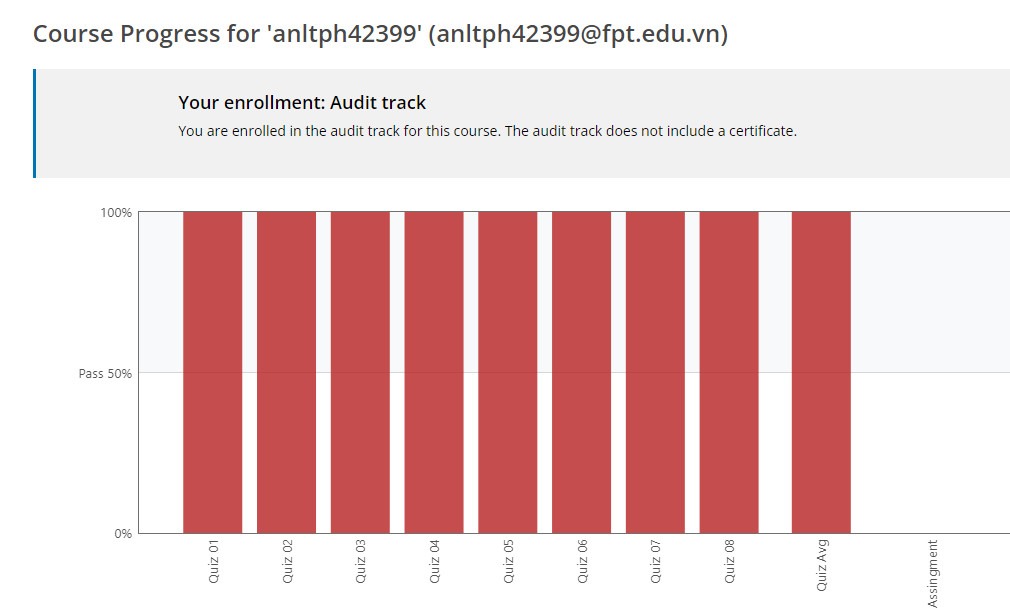 Course Progress for 'anltph42399' (anltph42399@fpt.edu.vn)
Your enrollment: Audit track
You are enrolled in the audit track for this course. The audit track does not include a certificate.
100%
Pass 50%
0%
Quiz 01
Quiz 02
Quiz 03
Quiz 04
Quiz 05
Quiz 06
Quiz 07
Quiz 08
Quiz Avg
Assingment